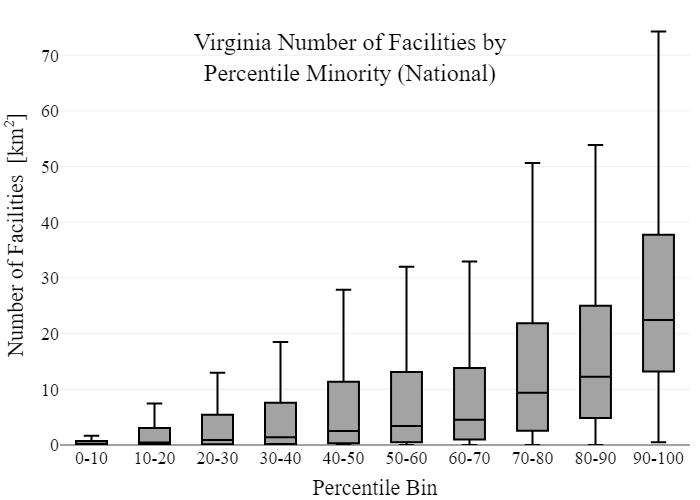 Virginia Number of Facilities by
Percentile Minority (National)
Number of Facilities [km²]
70
60
50
40
30
20
10
0
0-10 10-20 20-30 30-40 40-50 50-60 60-70 70-80 80-90 90-100
Percentile Bin